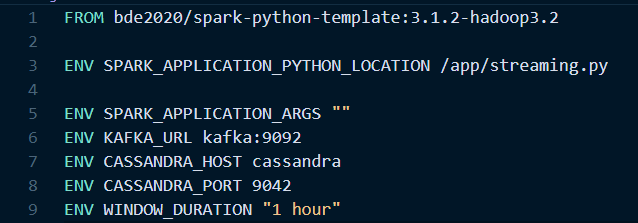 1 FROM bde2020/spark-python-template:3.1.2-hadoop3.2
2
3 ENV SPARK_APPLICATION_PYTHON_LOCATION /app/streaming.py
4
5 ENV SPARK_APPLICATION_ARGS ""
6 ENV KAFKA_URL kafka:9092
7 ENV CASSANDRA_HOST cassandra
8 ENV CASSANDRA_PORT 9042
9 ENV WINDOW_DURATION "1 hour"